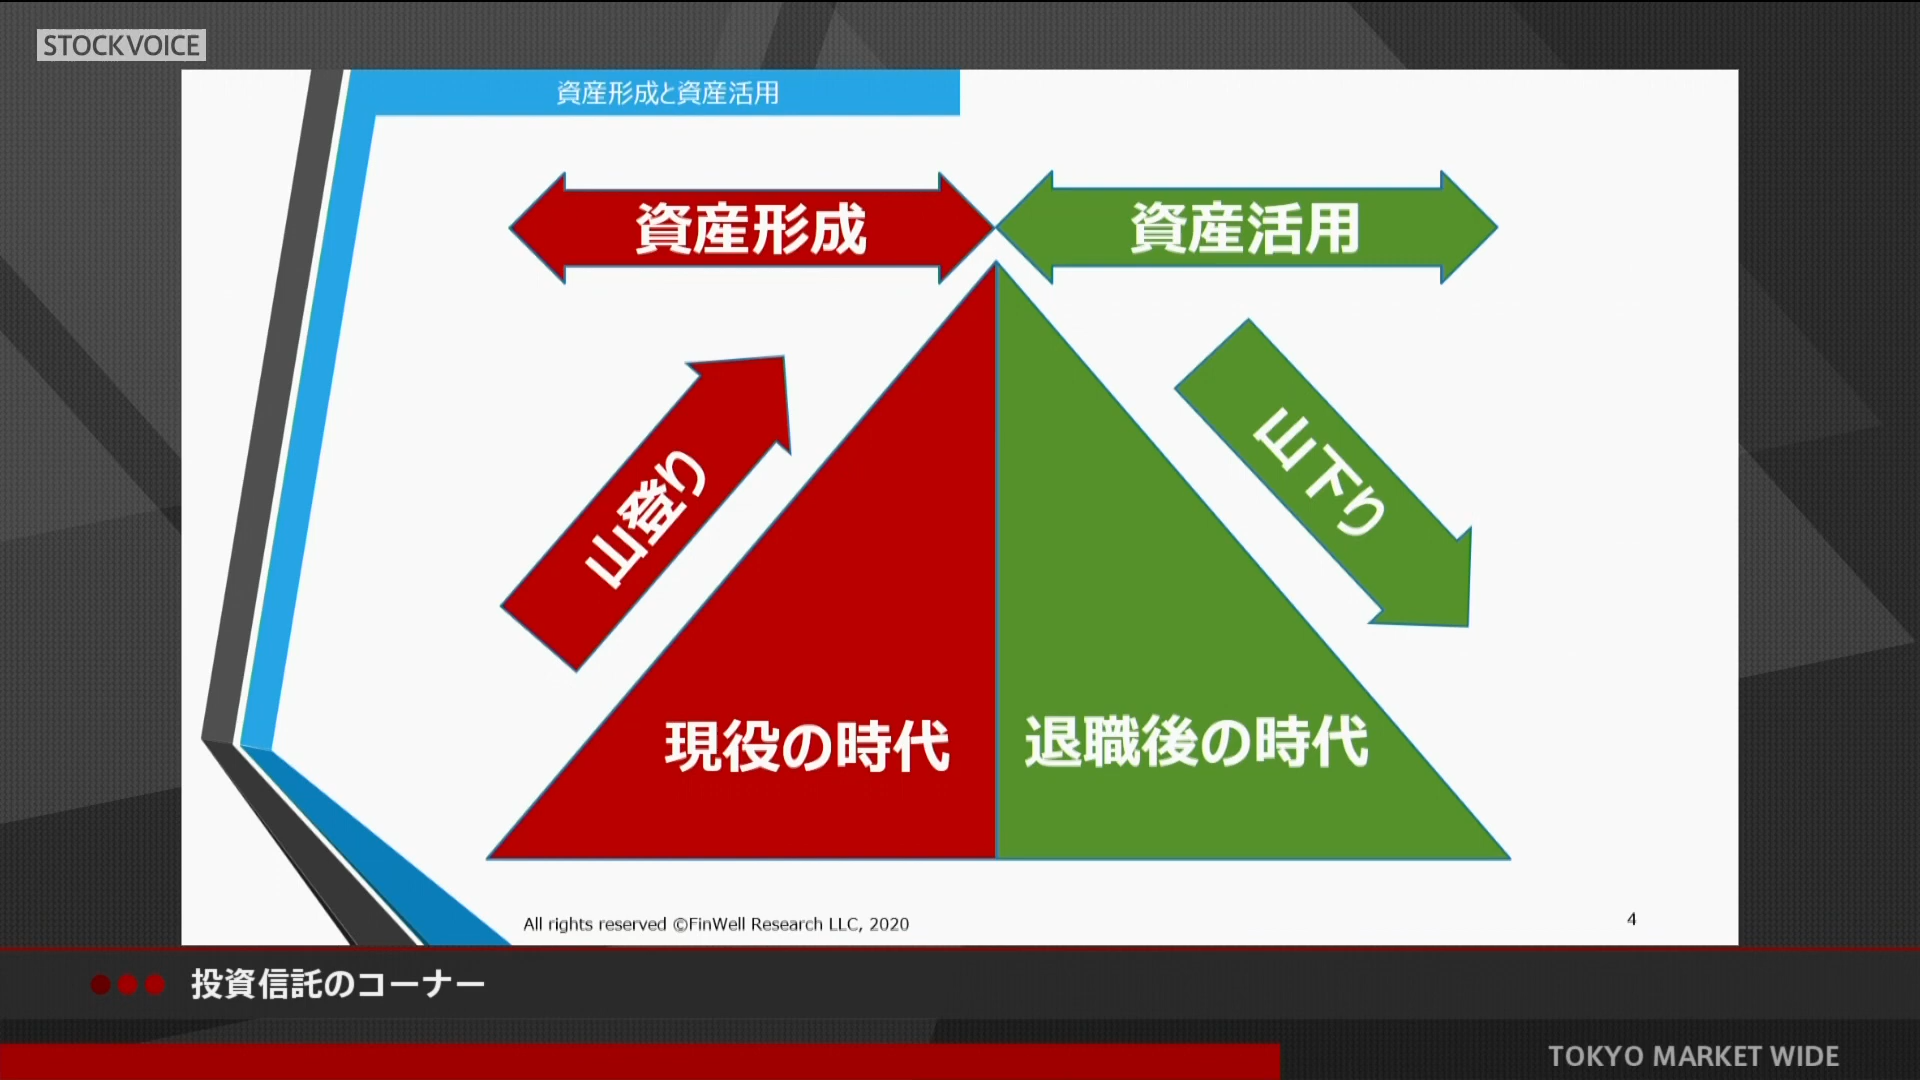 STOCKVOICE
資産形成と資産活用
資産形成
資産活用
山登り
山下り
現役の時代
退職後の時代
All rights reserved ©FinWell Research LLC, 2020
4
投資信託のコーナー
TOKYO MARKET WIDE